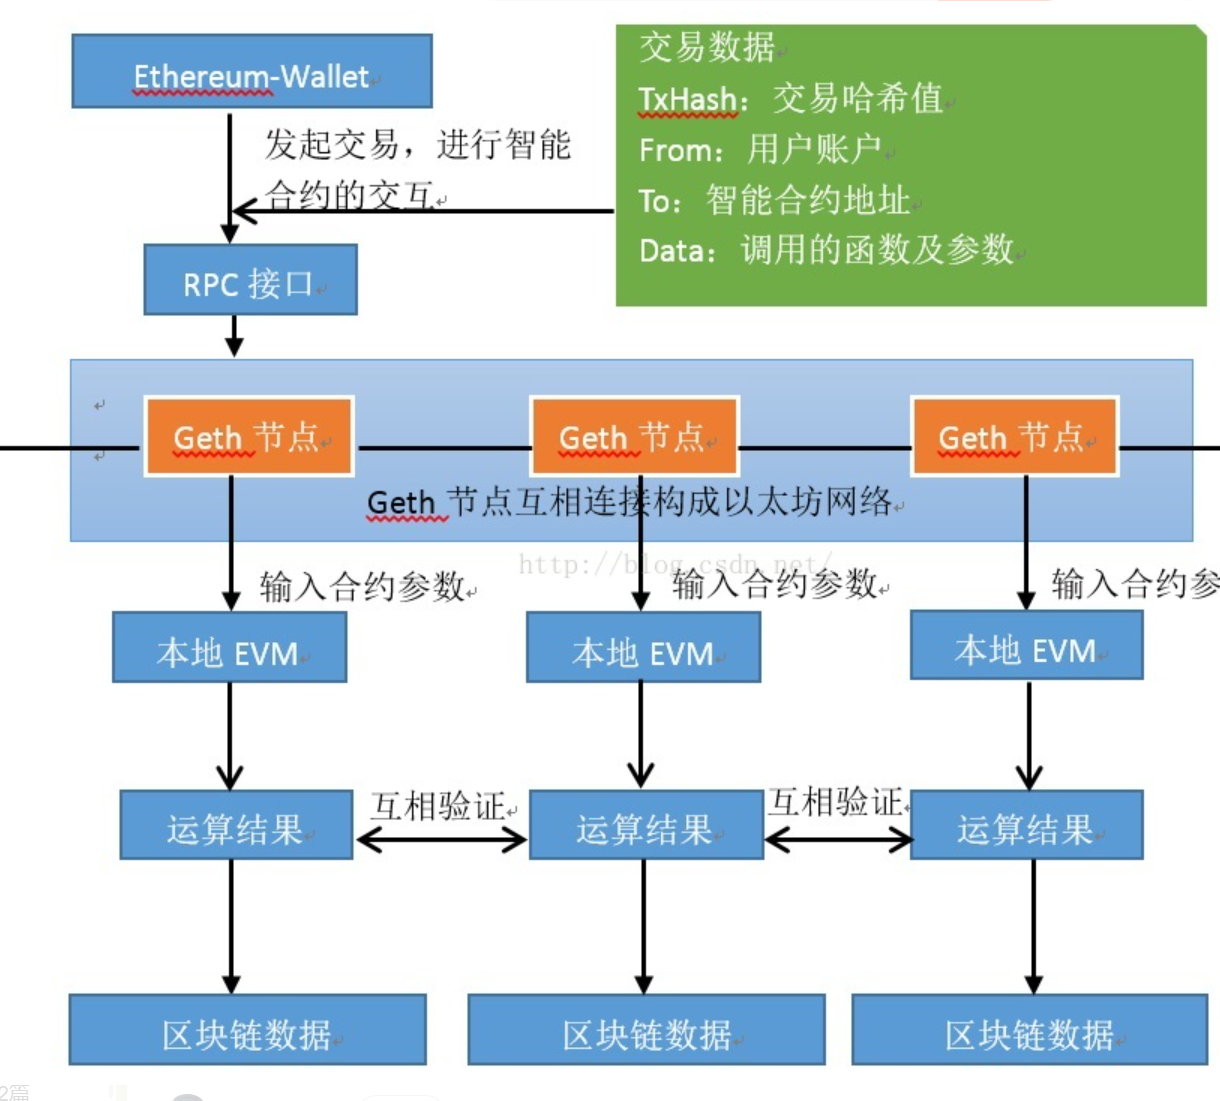 Ethereum-Wallet
交易数据
TxHash：交易哈希值
From：用户账户
To：智能合约地址
Data：调用的函数及参数
发起交易，进行智能
合约的交互
RPC 接口
Geth 节点
Geth 节点
Geth 节点
Geth 节点互相连接构成以太坊网络
http://blog.csdn.net/
输入合约参数
输入合约参数
输入合约参
本地 EVM
本地 EVM
本地 EVM
互相验证
互相验证
运算结果
运算结果
运算结果
区块链数据
区块链数据
区块链数据
2篇